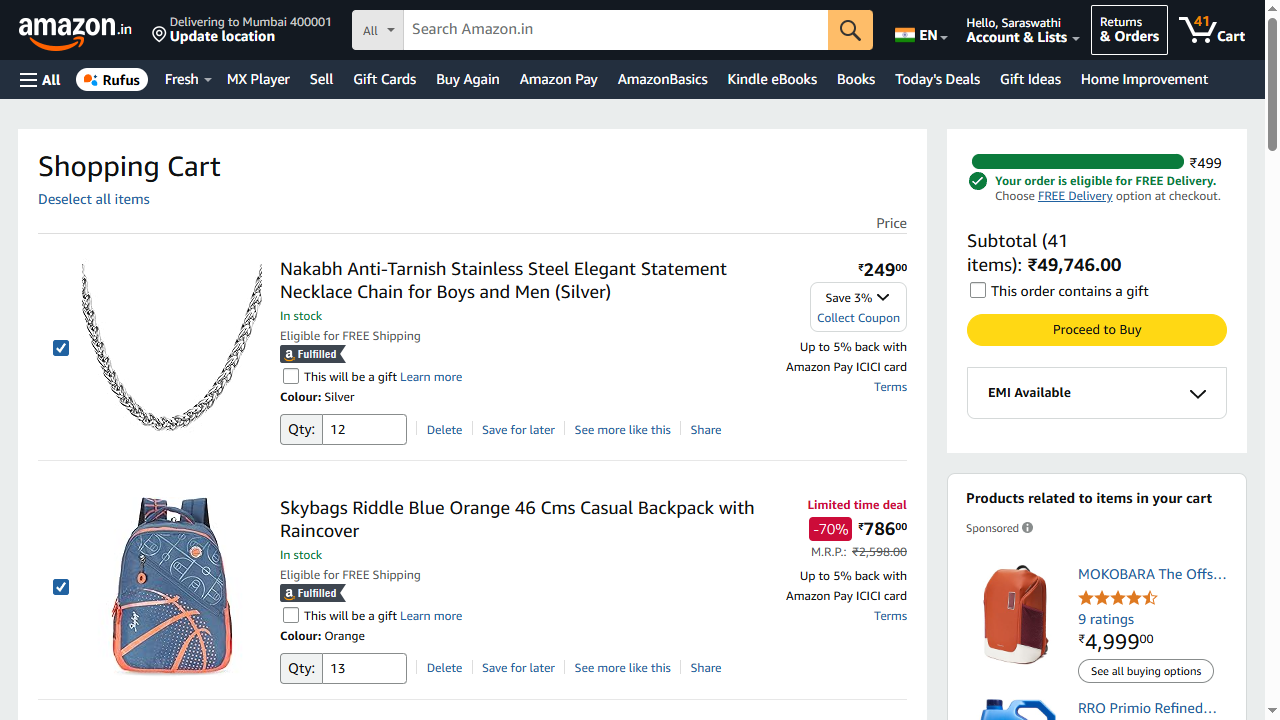 amazon.in
Delivering to Mumbai 400001
Update location
All
Search Amazon.in
EN
Hello, Saraswathi
Account & Lists
Returns
& Orders
41
Cart
All
Rufus
Fresh
MX Player
Sell
Gift Cards
Buy Again
Amazon Pay
AmazonBasics
Kindle eBooks
Books
Today's Deals
Gift Ideas
Home Improvement
Shopping Cart
Deselect all items
Price
Nakabh Anti-Tarnish Stainless Steel Elegant Statement
Necklace Chain for Boys and Men (Silver)
In stock
Eligible for FREE Shipping
a Fulfilled
This will be a gift Learn more
Colour: Silver
Qty: 12
Delete
Save for later
See more like this
Share
₹24900
Save 3%
Collect Coupon
Up to 5% back with
Amazon Pay ICICI card
Terms
Skybags Riddle Blue Orange 46 Cms Casual Backpack with
Raincover
In stock
Eligible for FREE Shipping
a Fulfilled
This will be a gift Learn more
Colour: Orange
Qty: 13
Delete
Save for later
See more like this
Share
Limited time deal
-70% ₹78600
M.R.P.: ₹2,598.00
Up to 5% back with
Amazon Pay ICICI card
Terms
₹499
Your order is eligible for FREE Delivery.
Choose FREE Delivery option at checkout.
Subtotal (41
items): ₹49,746.00
This order contains a gift
Proceed to Buy
EMI Available
Products related to items in your cart
Sponsored
MOKOBARA The Offs...
9 ratings
₹4,99900
See all buying options
RRO Primio Refined...